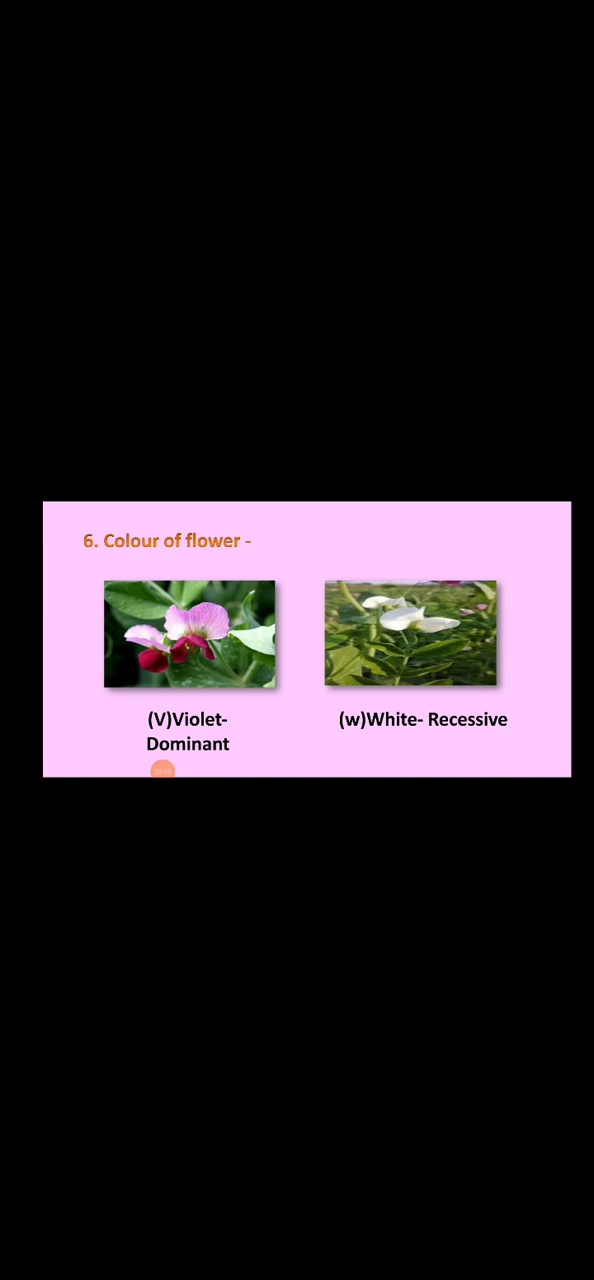 6. Colour of flower -
(V)Violet-
Dominant
(w)White- Recessive